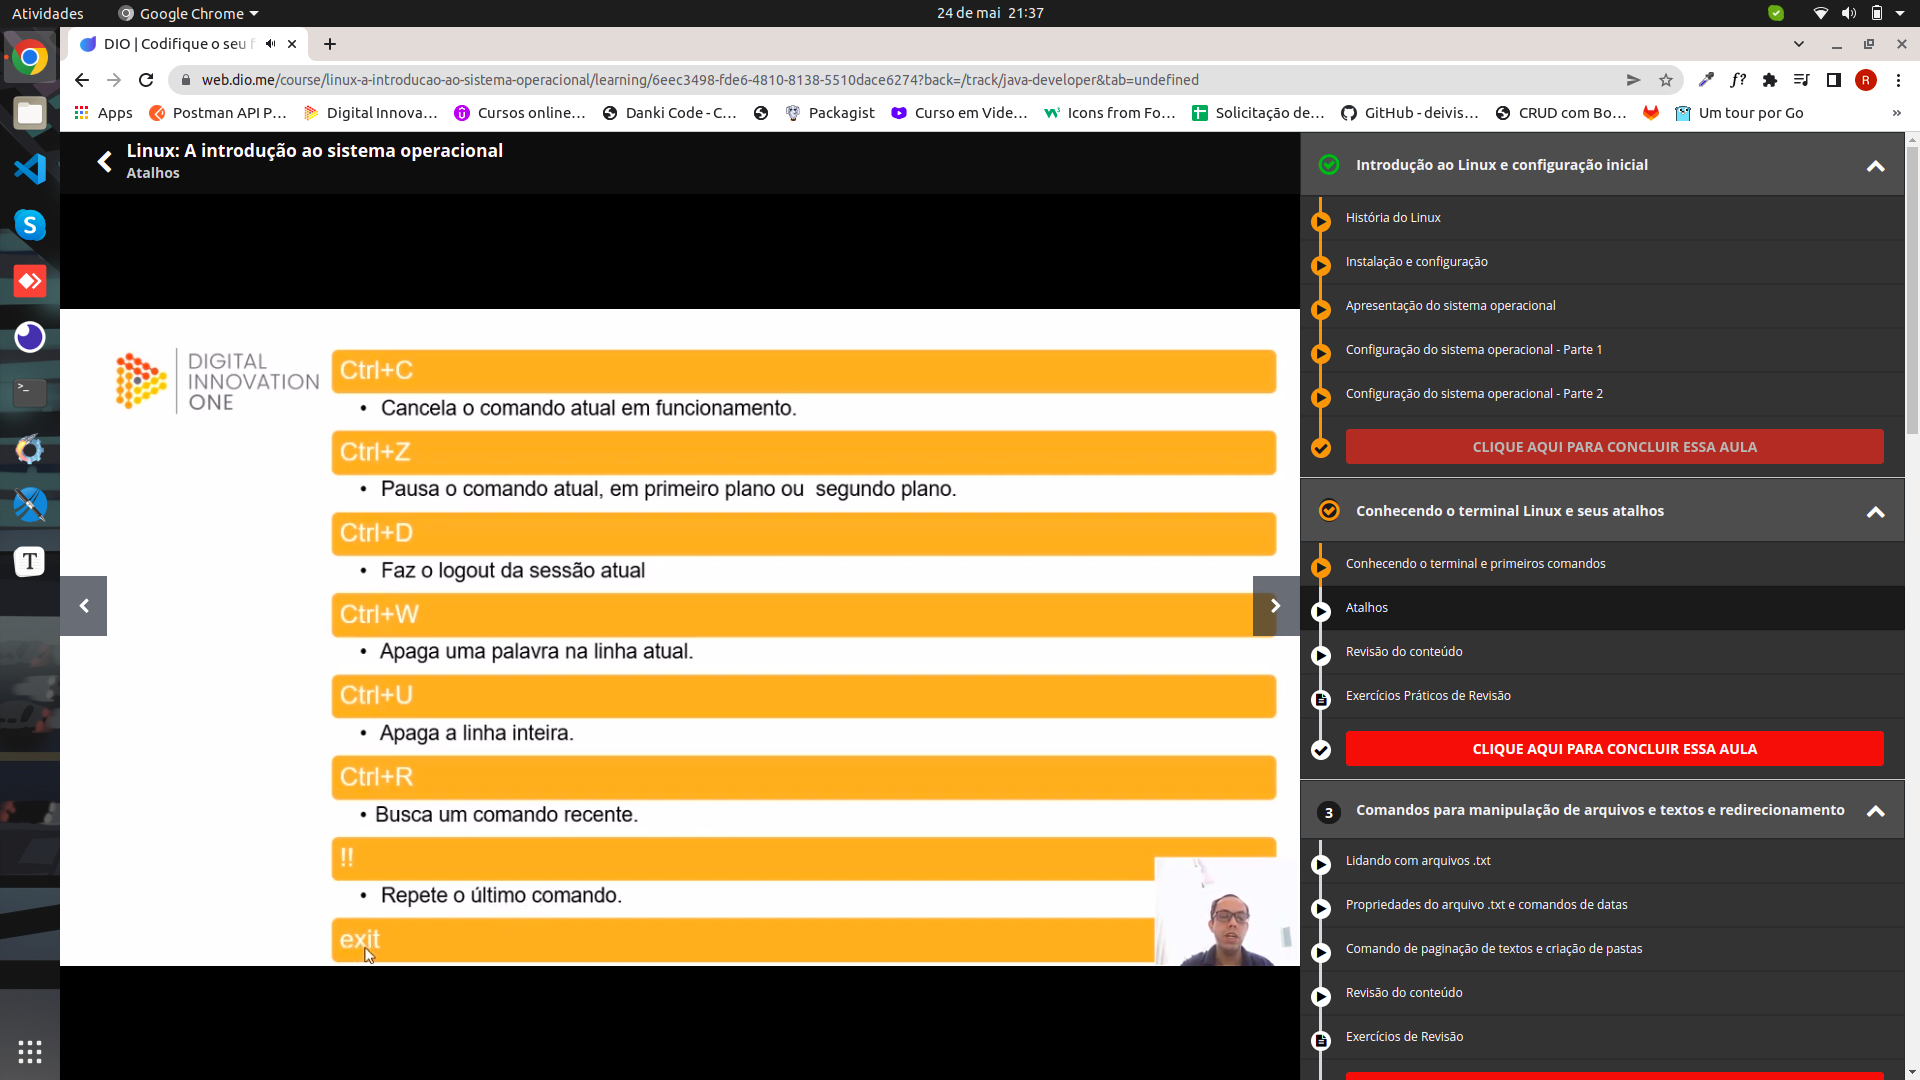 Atividades
Google Chrome
24 de mai 21:37
DIO | Codifique o seu f
web.dio.me/course/linux-a-introducao-ao-sistema-operacional/learning/6eec3498-fde6-4810-8138-5510dace6274?back=/track/java-developer&tab=undefined
f?
R
Apps
Postman API P...
Digital Innova...
Cursos online...
Danki Code - C...
Packagist
Curso em Vide...
Icons from Fo...
Solicitação de...
GitHub - deivis...
CRUD com Bo...
Um tour por Go
»
Linux: A introdução ao sistema operacional
Atalhos
DIGITAL
INNOVATION
ONE
Ctrl+C
• Cancela o comando atual em funcionamento.
Ctrl+Z
• Pausa o comando atual, em primeiro plano ou segundo plano.
Ctrl+D
• Faz o logout da sessão atual
Ctrl+W
• Apaga uma palavra na linha atual.
Ctrl+U
• Apaga a linha inteira.
Ctrl+R
• Busca um comando recente.
!!
• Repete o último comando.
exit
Introdução ao Linux e configuração inicial
História do Linux
Instalação e configuração
Apresentação do sistema operacional
Configuração do sistema operacional - Parte 1
Configuração do sistema operacional - Parte 2
CLIQUE AQUI PARA CONCLUIR ESSA AULA
Conhecendo o terminal Linux e seus atalhos
Conhecendo o terminal e primeiros comandos
Atalhos
Revisão do conteúdo
Exercícios Práticos de Revisão
CLIQUE AQUI PARA CONCLUIR ESSA AULA
3
Comandos para manipulação de arquivos e textos e redirecionamento
Lidando com arquivos .txt
Propriedades do arquivo .txt e comandos de datas
Comando de paginação de textos e criação de pastas
Revisão do conteúdo
Exercícios de Revisão